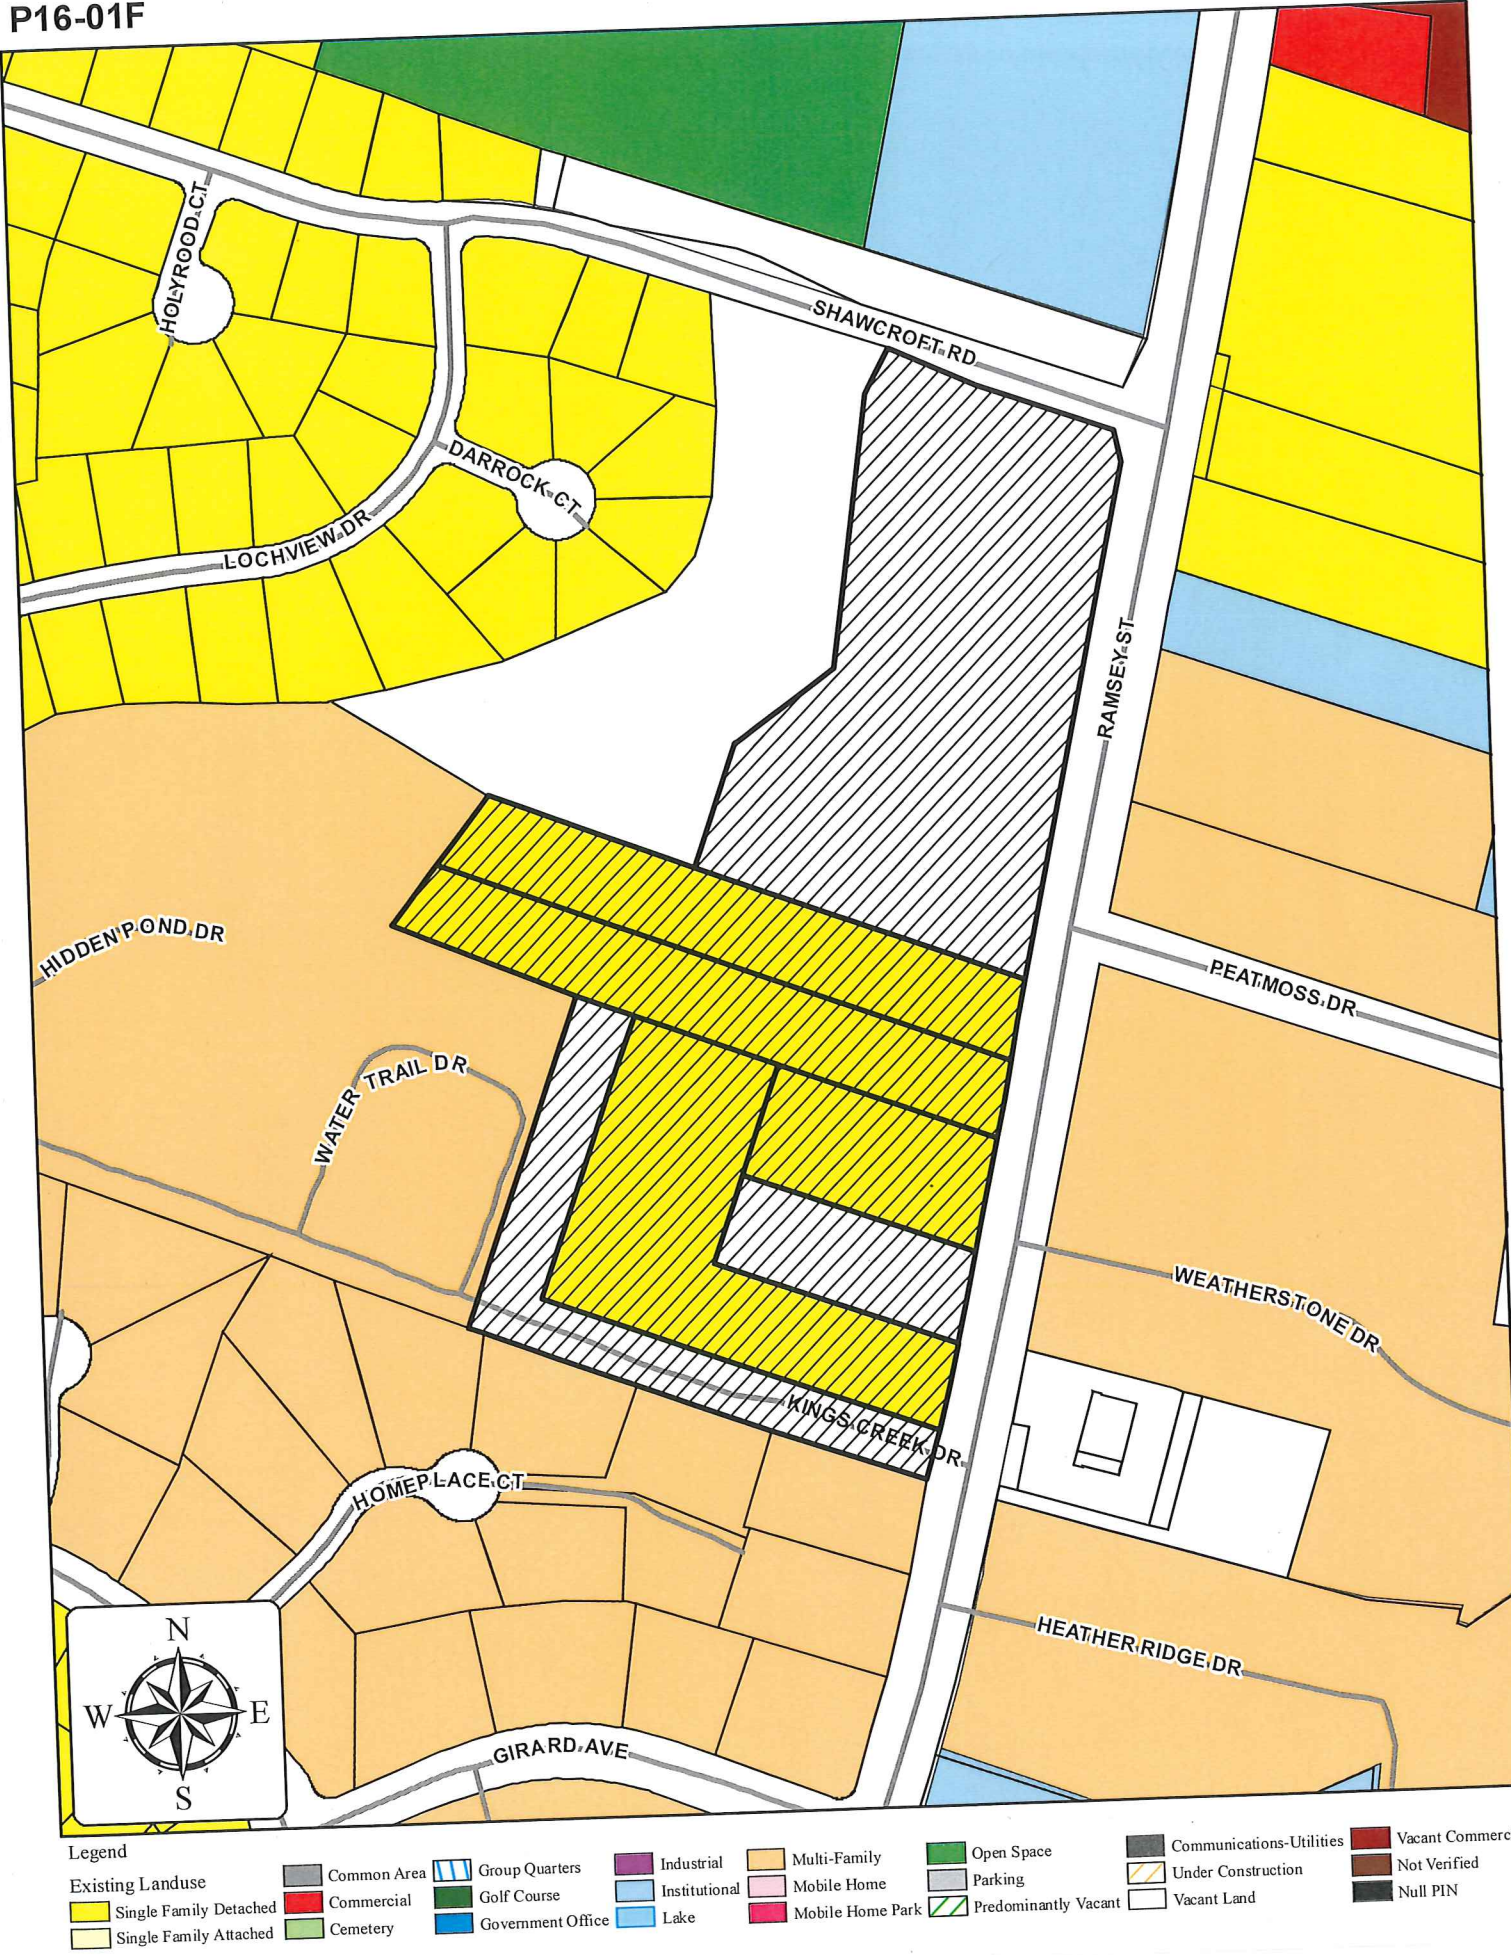 P16-01F
HOLYROOD CT
SHAWCROFT RD
DARROCK CT
LOCHVIEW DR
RAMSEY ST
HIDDEN POND DR
PEATMOSS DR
WATER TRAIL DR
WEATHERSTONE DR
KINGS CREEK DR
HOMEPLACE CT
HEATHER RIDGE DR
GIRARD AVE
N
W E
S
Legend
Existing Landuse
Single Family Detached
Single Family Attached
Common Area
Commercial
Cemetery
Group Quarters
Golf Course
Government Office
Industrial
Institutional
Lake
Multi-Family
Mobile Home
Mobile Home Park
Open Space
Parking
Predominantly Vacant
Communications-Utilities
Under Construction
Vacant Land
Vacant Commerc
Not Verified
Null PIN